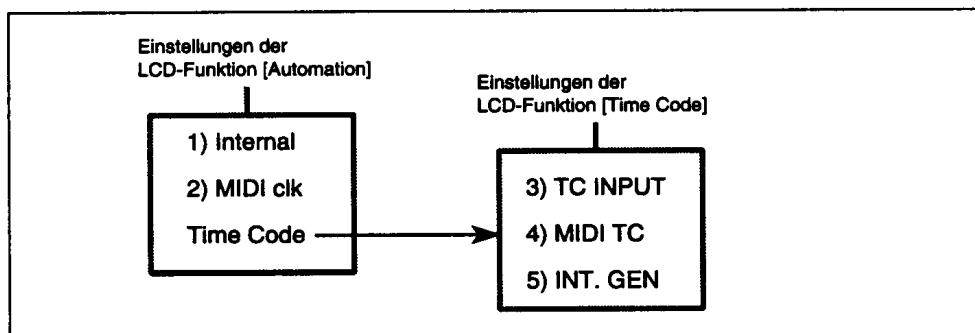 Einstellungen der
LCD-Funktion [Automation]
1) Internal
2) MIDI clk
Time Code
Einstellungen der
LCD-Funktion [Time Code]
3) TC INPUT
4) MIDI TC
5) INT. GEN